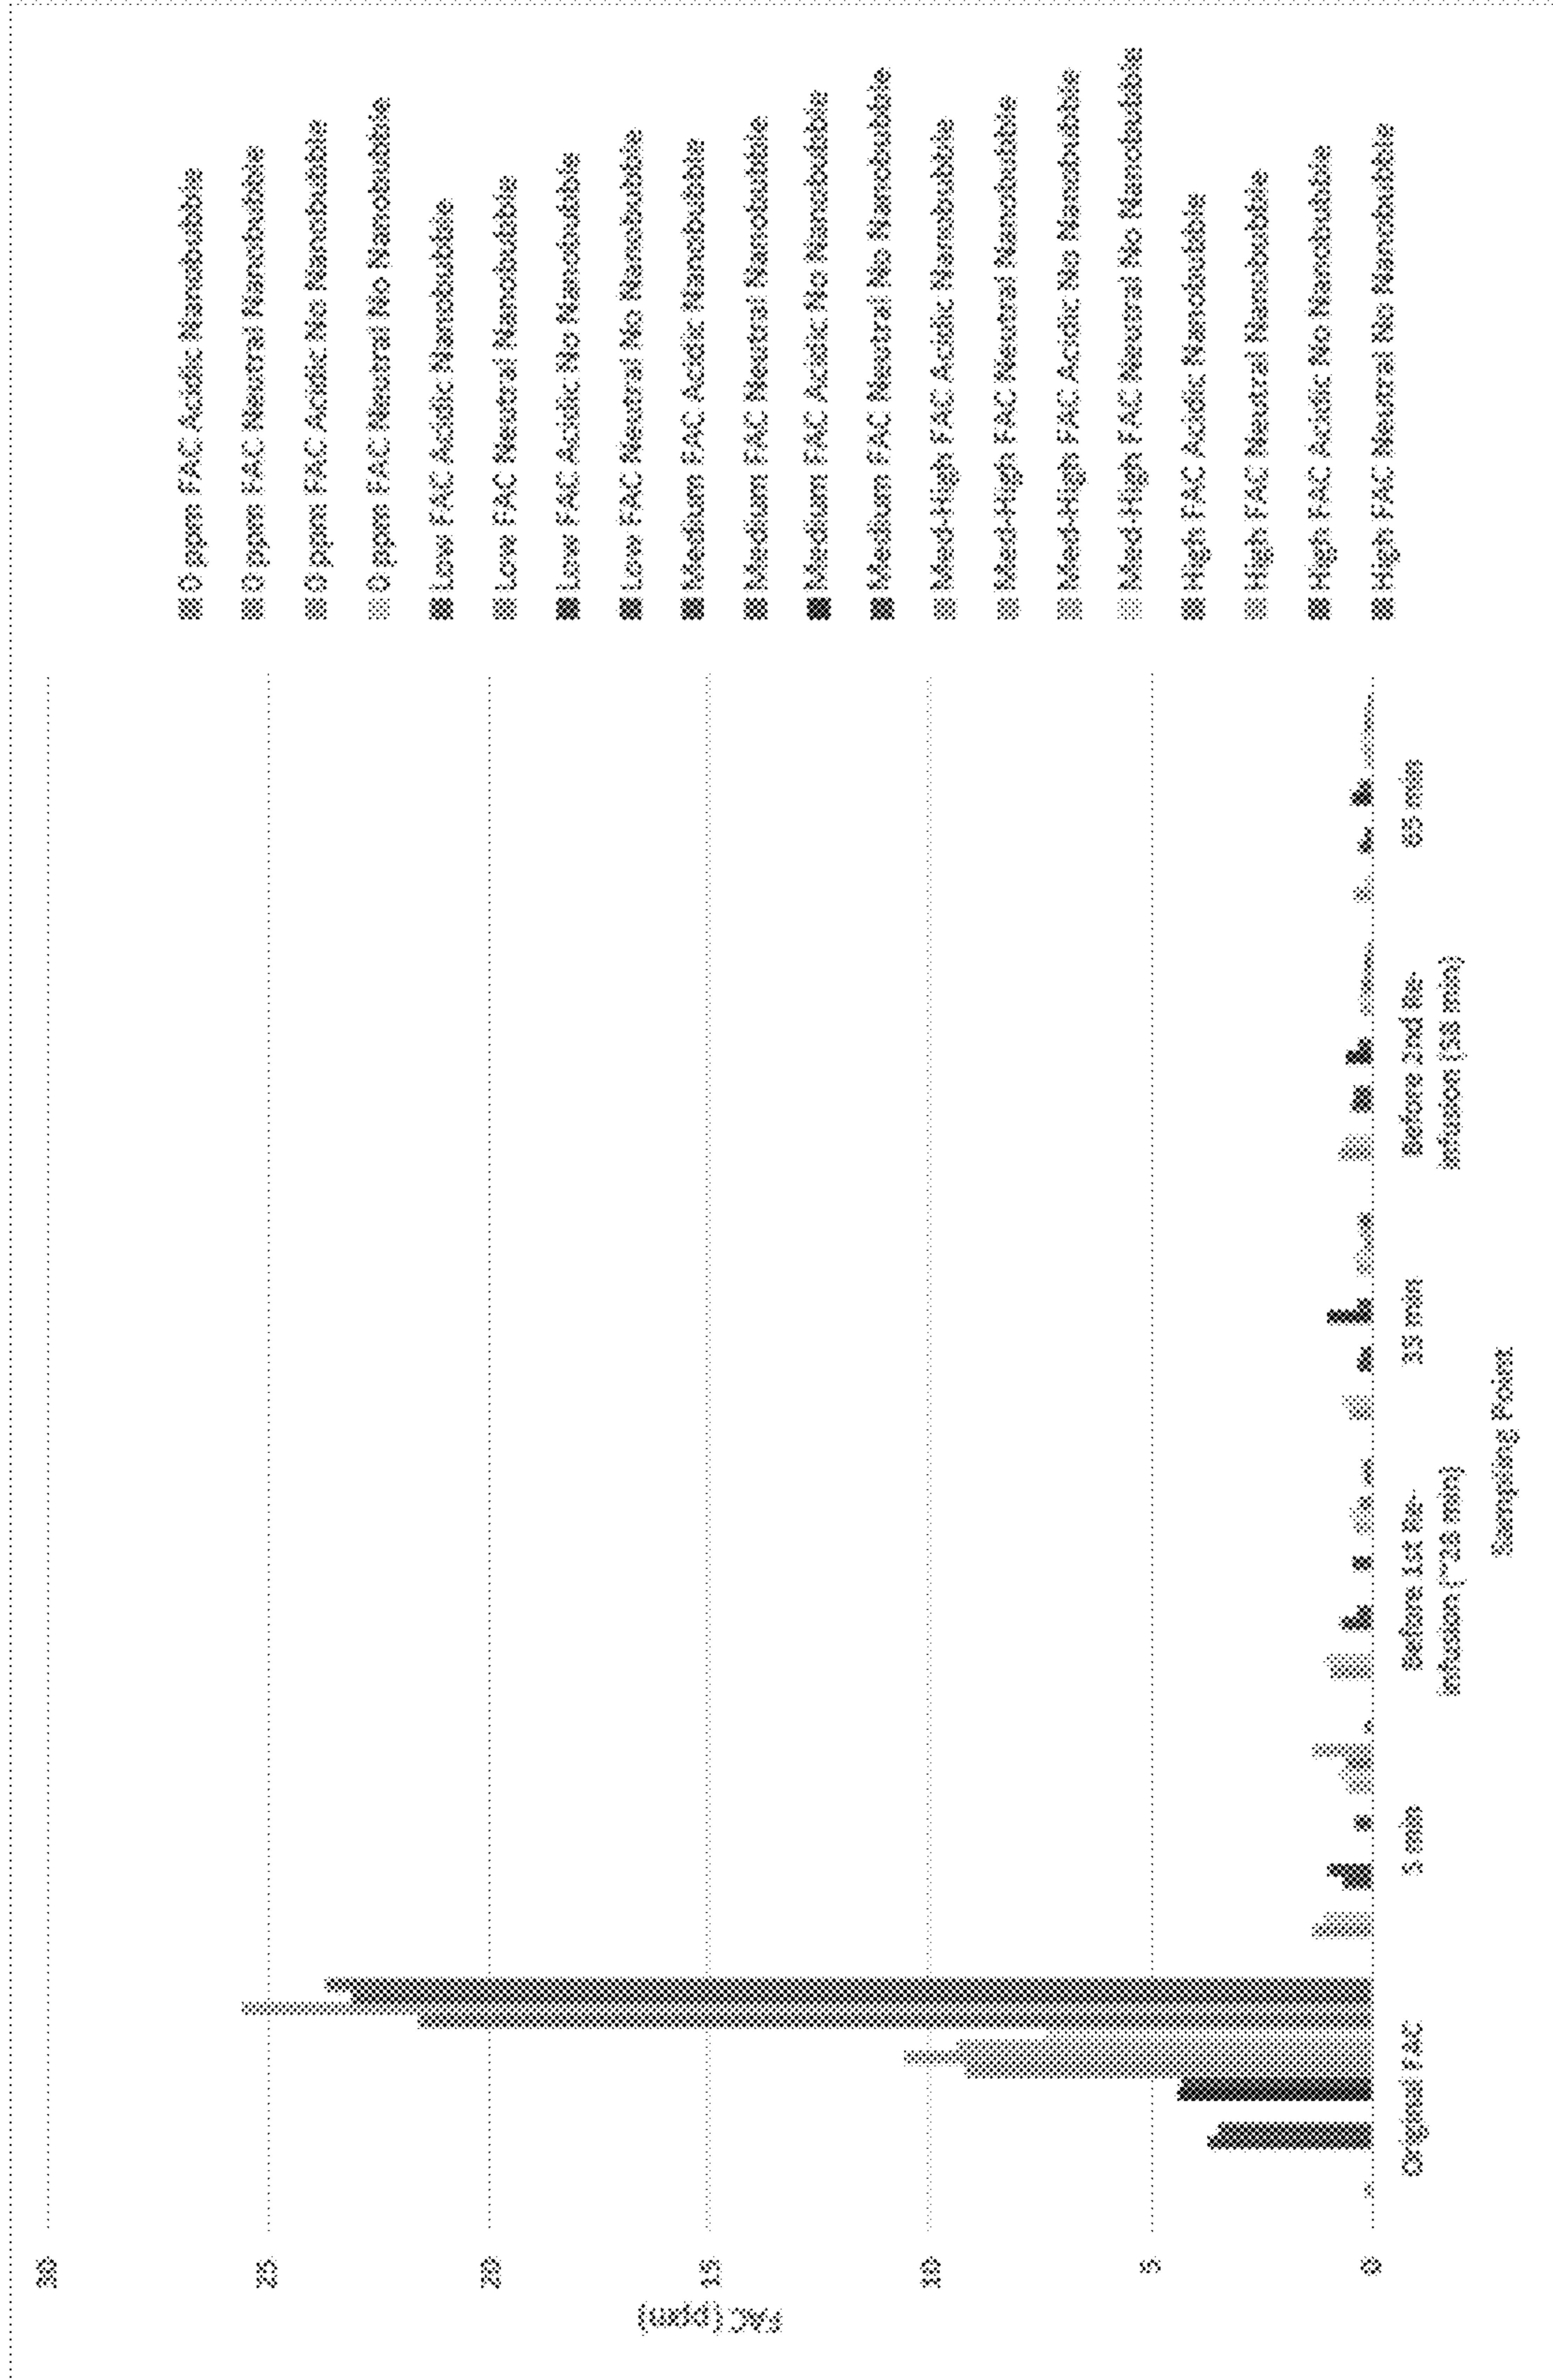 FAC (ppm)
30
25
20
15
10
5
0
Original FAC
5 min
Before 1st Re-
infusion (~28 min)
35 min
Before 2nd Re-
infusion (58 min)
65 min
Sampling Point
0 ppm FAC Acidic Nanobubble
0 ppm FAC Neutral Nanobubble
0 ppm FAC Acidic No Nanobubble
0 ppm FAC Neutral No Nanobubble
Low FAC Acidic Nanobubble
Low FAC Neutral Nanobubble
Low FAC Acidic No Nanobubble
Low FAC Neutral No Nanobubble
Medium FAC Acidic Nanobubble
Medium FAC Neutral Nanobubble
Medium FAC Acidic No Nanobubble
Medium FAC Neutral No Nanobubble
Med-High FAC Acidic Nanobubble
Med-High FAC Neutral Nanobubble
Med-High FAC Acidic No Nanobubble
Med-High FAC Neutral No Nanobubble
High FAC Acidic Nanobubble
High FAC Neutral Nanobubble
High FAC Acidic No Nanobubble
High FAC Neutral No Nanobubble